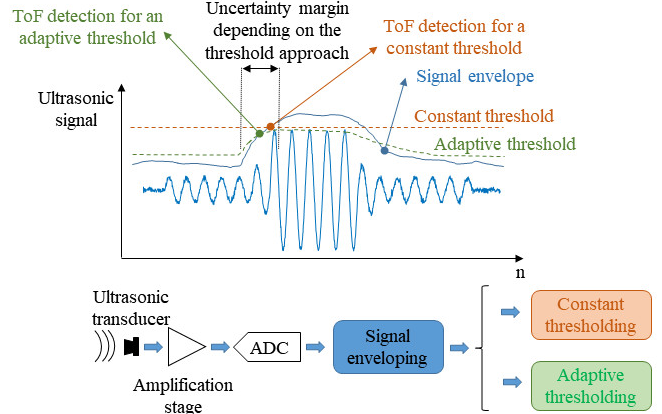 ToF detection for an
adaptive threshold
Uncertainty margin
depending on the
threshold approach
ToF detection for a
constant threshold
Signal envelope
Ultrasonic
signal
Constant threshold
Adaptive threshold
n
Ultrasonic
transducer
Amplification
stage
ADC
Signal
enveloping
Constant
thresholding
Adaptive
thresholding